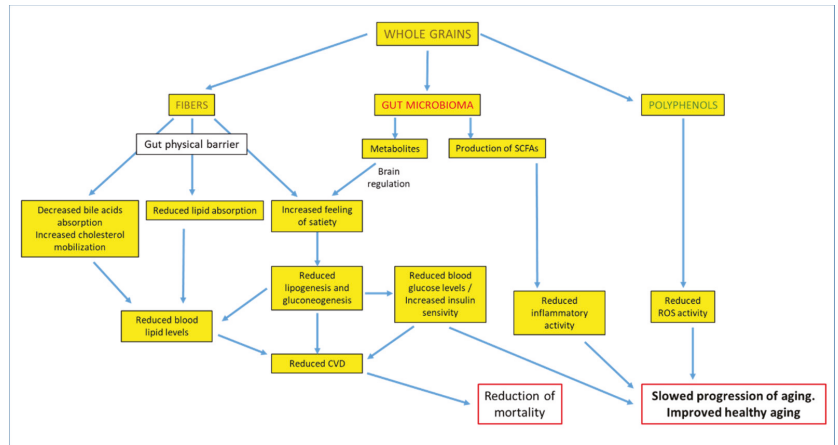 WHOLE GRAINS
FIBERS
GUT MICROBIOMA
POLYPHENOLS
Gut physical barrier
Metabolites
Production of SCFAs
Brain
regulation
Decreased bile acids
absorption
Increased cholesterol
mobilization
Reduced lipid absorption
Increased feeling
of satiety
Reduced
lipogenesis and
gluconeogenesis
Reduced blood
glucose levels /
Increased insulin
sensivity
Reduced
inflammatory
activity
Reduced
ROS activity
Reduced blood
lipid levels
Reduced CVD
Reduction of
mortality
Slowed progression of aging.
Improved healthy aging